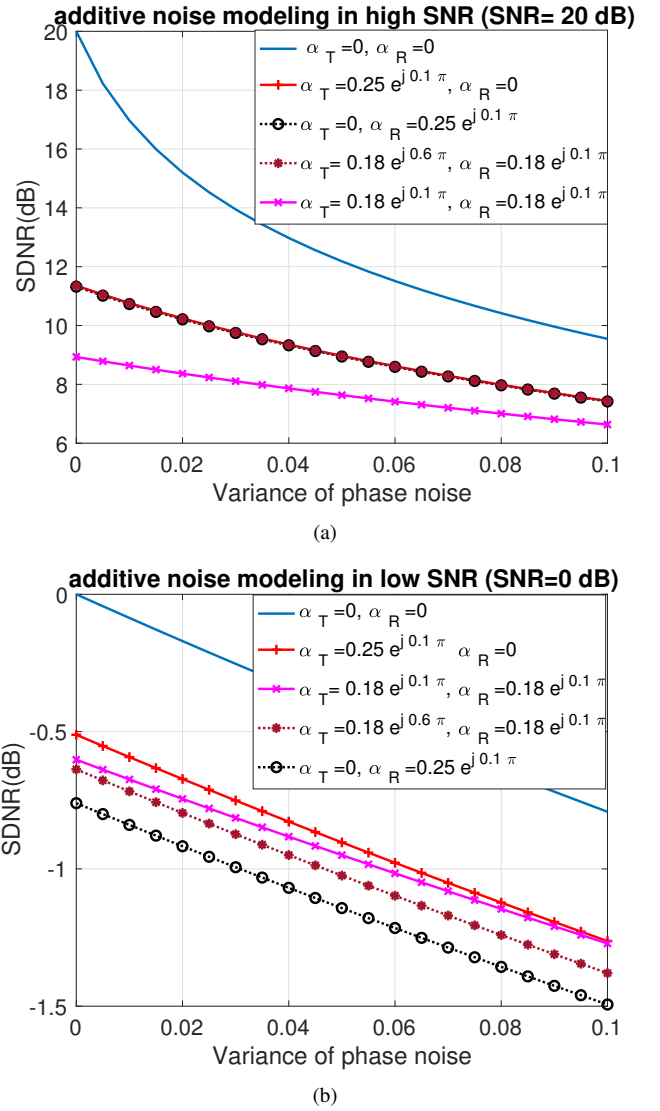 additive noise modeling in high SNR (SNR= 20 dB)
20
18
16
14
12
10
8
6
SDNR(dB)
α T =0, α R =0
α T =0.25 e^j 0.1 π, α R =0
α T =0, α R =0.25 e^j 0.1 π
α T = 0.18 e^j 0.6 π, α R =0.18 e^j 0.1 π
α T = 0.18 e^j 0.1 π, α R =0.18 e^j 0.1 π
0 0.02 0.04 0.06 0.08 0.1
Variance of phase noise
(a)
additive noise modeling in low SNR (SNR=0 dB)
0
-0.5
-1
-1.5
SDNR(dB)
α T =0, α R =0
α T =0.25 e^j 0.1 π α R =0
α T = 0.18 e^j 0.1 π, α R =0.18 e^j 0.1 π
α T =0.18 e^j 0.6 π, α R =0.18 e^j 0.1 π
α T =0, α R =0.25 e^j 0.1 π
0 0.02 0.04 0.06 0.08 0.1
Variance of phase noise
(b)